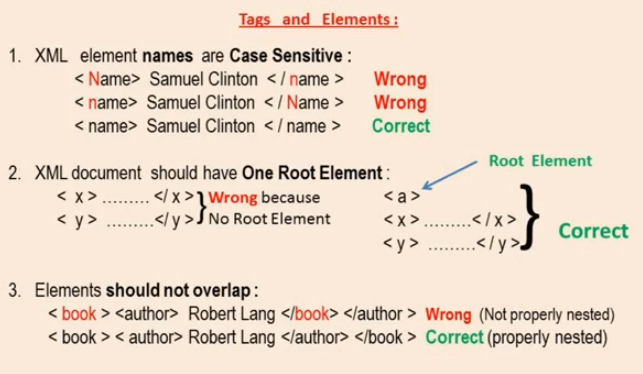 Tags and Elements :
1. XML element names are Case Sensitive :
< Name> Samuel Clinton < / name > Wrong
< name> Samuel Clinton < / Name > Wrong
< name> Samuel Clinton < / name > Correct
Root Element
2. XML document should have One Root Element :
< x > ......... </ x > } Wrong because < a >
< y > .........</ y > No Root Element < x > .........</ x > }
< y > .........</ y > Correct
3. Elements should not overlap :
< book > <author> Robert Lang </book> </author > Wrong (Not properly nested)
< book > < author> Robert Lang </author> </book > Correct (properly nested)